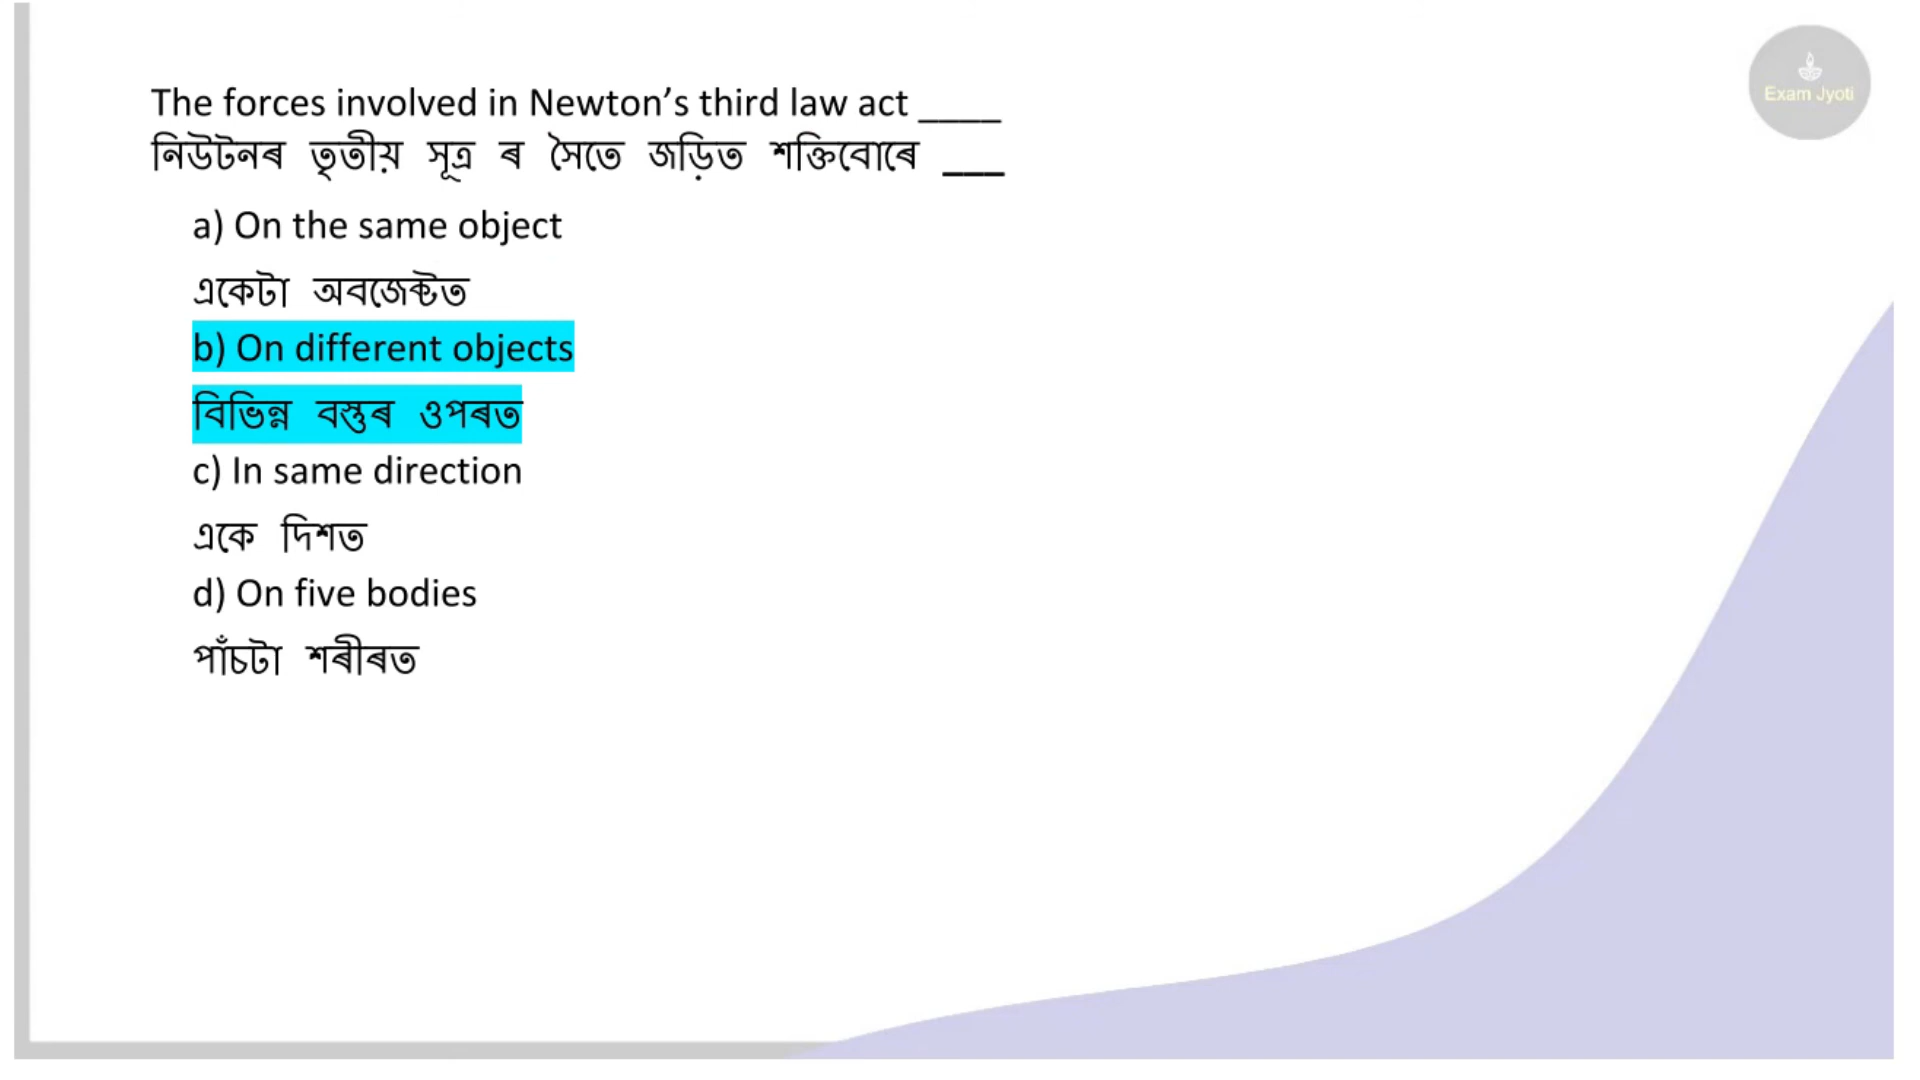 Exam Jyoti
The forces involved in Newton’s third law act ____
নিউটনৰ তৃতীয় সূত্ৰ ৰ সৈতে জড়িত শক্তিবোৰে ___
a) On the same object
একেটা অবজেক্টত
b) On different objects
বিভিন্ন বস্তুৰ ওপৰত
c) In same direction
একে দিশত
d) On five bodies
পাঁচটা শৰীৰত